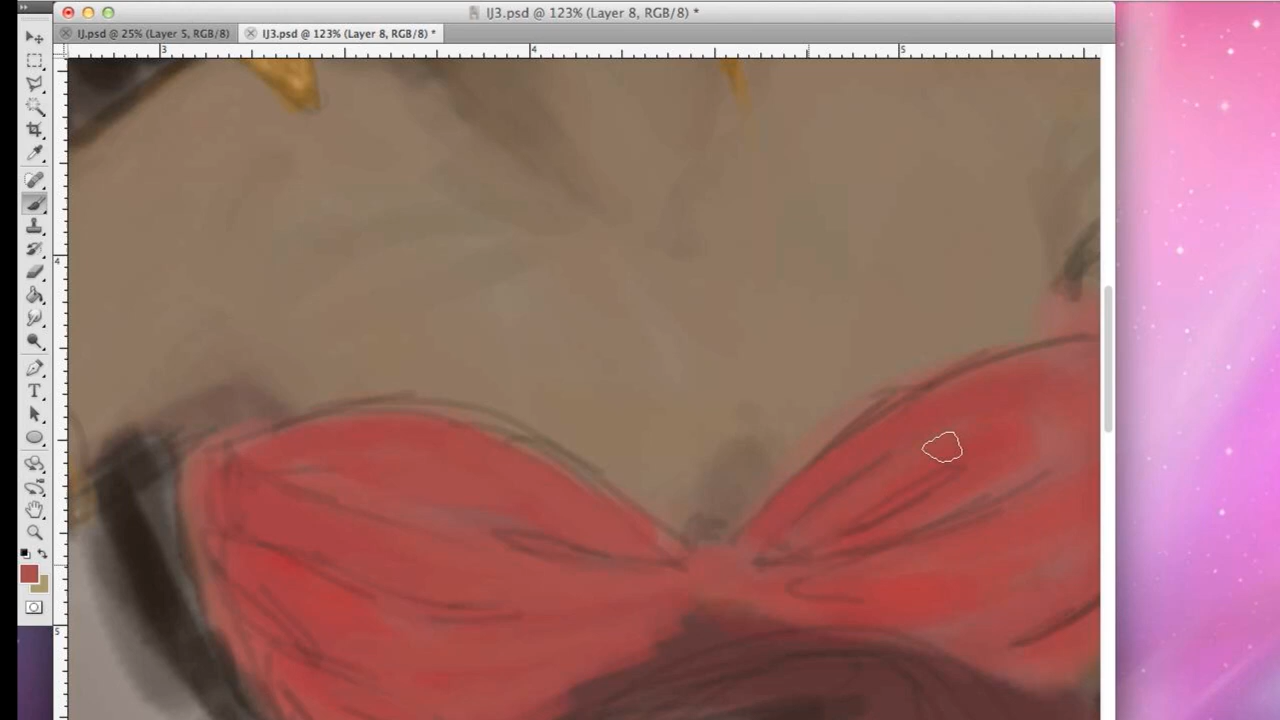 IJ3.psd @ 123% (Layer 8, RGB/8) *
IJ.psd @ 25% (Layer 5, RGB/8)
IJ3.psd @ 123% (Layer 8, RGB/8) *
3
4
5
4
5
T